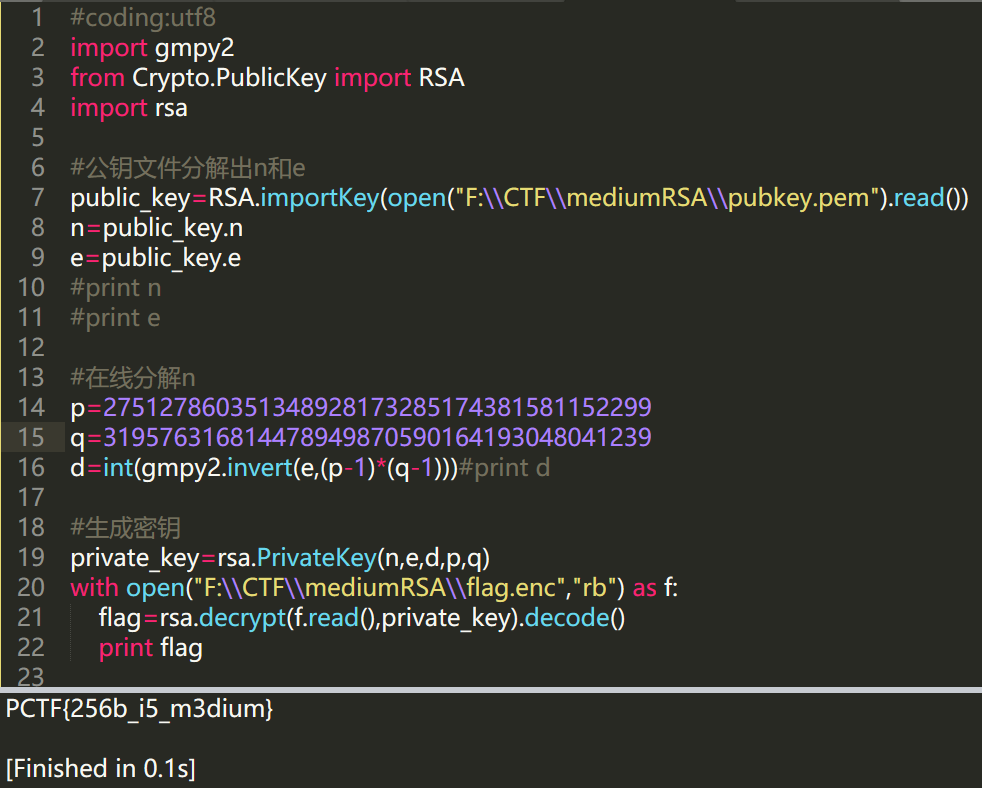 1 #coding:utf8
2 import gmpy2
3 from Crypto.PublicKey import RSA
4 import rsa
5
6 #公钥文件分解出n和e
7 public_key=RSA.importKey(open("F:\\CTF\\mediumRSA\\pubkey.pem").read())
8 n=public_key.n
9 e=public_key.e
10 #print n
11 #print e
12
13 #在线分解n
14 p=275127860351348928173285174381581152299
15 q=319576316814478949870590164193048041239
16 d=int(gmpy2.invert(e,(p-1)*(q-1)))#print d
17
18 #生成密钥
19 private_key=rsa.PrivateKey(n,e,d,p,q)
20 with open("F:\\CTF\\mediumRSA\\flag.enc","rb") as f:
21 flag=rsa.decrypt(f.read(),private_key).decode()
22 print flag
23
PCTF{256b_i5_m3dium}
[Finished in 0.1s]